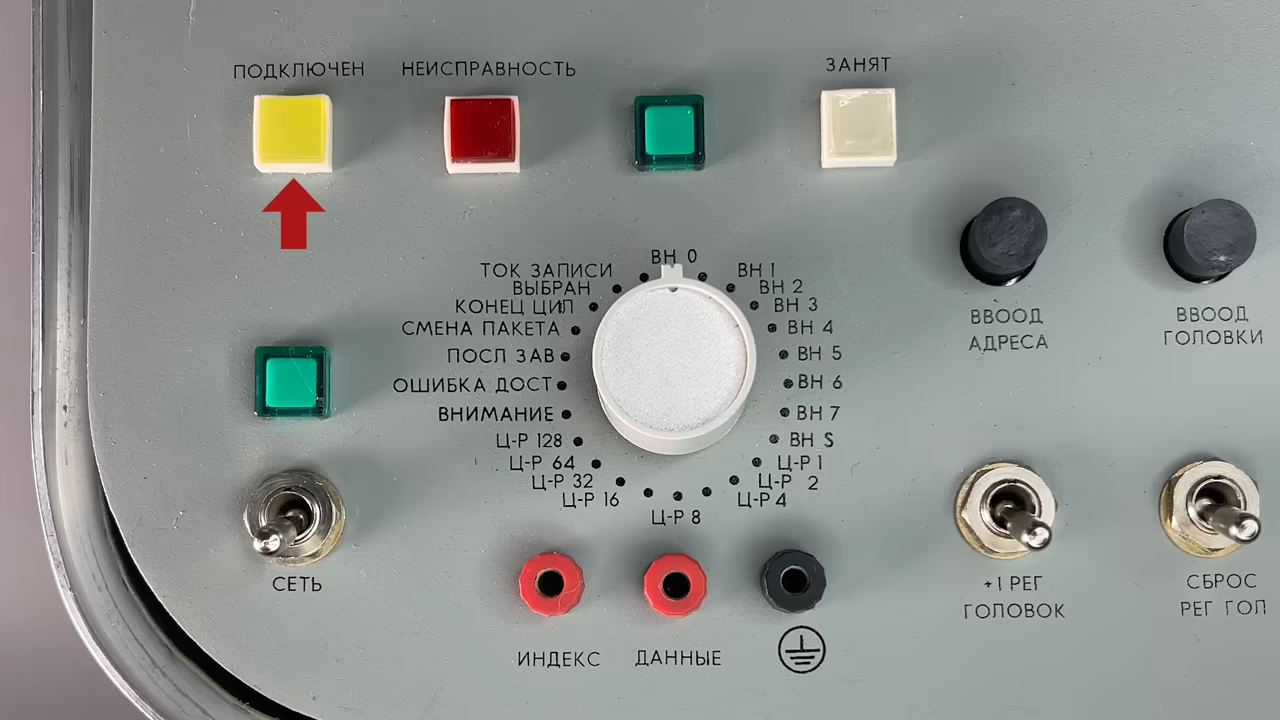 ПОДКЛЮЧЕН
НЕИСПРАВНОСТЬ
ЗАНЯТ
ВН 0
ТОК ЗАПИСИ
ВЫБРАН
КОНЕЦ ЦИЛ
СМЕНА ПАКЕТА
ПОСЛ ЗАВ
ОШИБКА ДОСТ
ВНИМАНИЕ
Ц-Р 128
Ц-Р 64
Ц-Р 32
Ц-Р 16
Ц-Р 8
ВН 1
ВН 2
ВН 3
ВН 4
ВН 5
ВН 6
ВН 7
ВН S
Ц-Р 1
Ц-Р 2
Ц-Р 4
ВВООД
АДРЕСА
ВВООД
ГОЛОВКИ
СЕТЬ
ИНДЕКС
ДАННЫЕ
+1 РЕГ
ГОЛОВОК
СБРОС
РЕГ ГОЛ